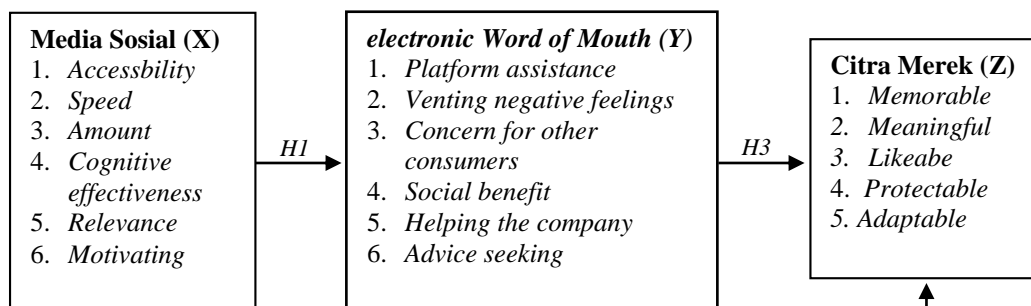 Media Sosial (X)
1. Accessbility
2. Speed
3. Amount
4. Cognitive
effectiveness
5. Relevance
6. Motivating
H1
electronic Word of Mouth (Y)
1. Platform assistance
2. Venting negative feelings
3. Concern for other
consumers
4. Social benefit
5. Helping the company
6. Advice seeking
H3
Citra Merek (Z)
1. Memorable
2. Meaningful
3. Likeabe
4. Protectable
5. Adaptable